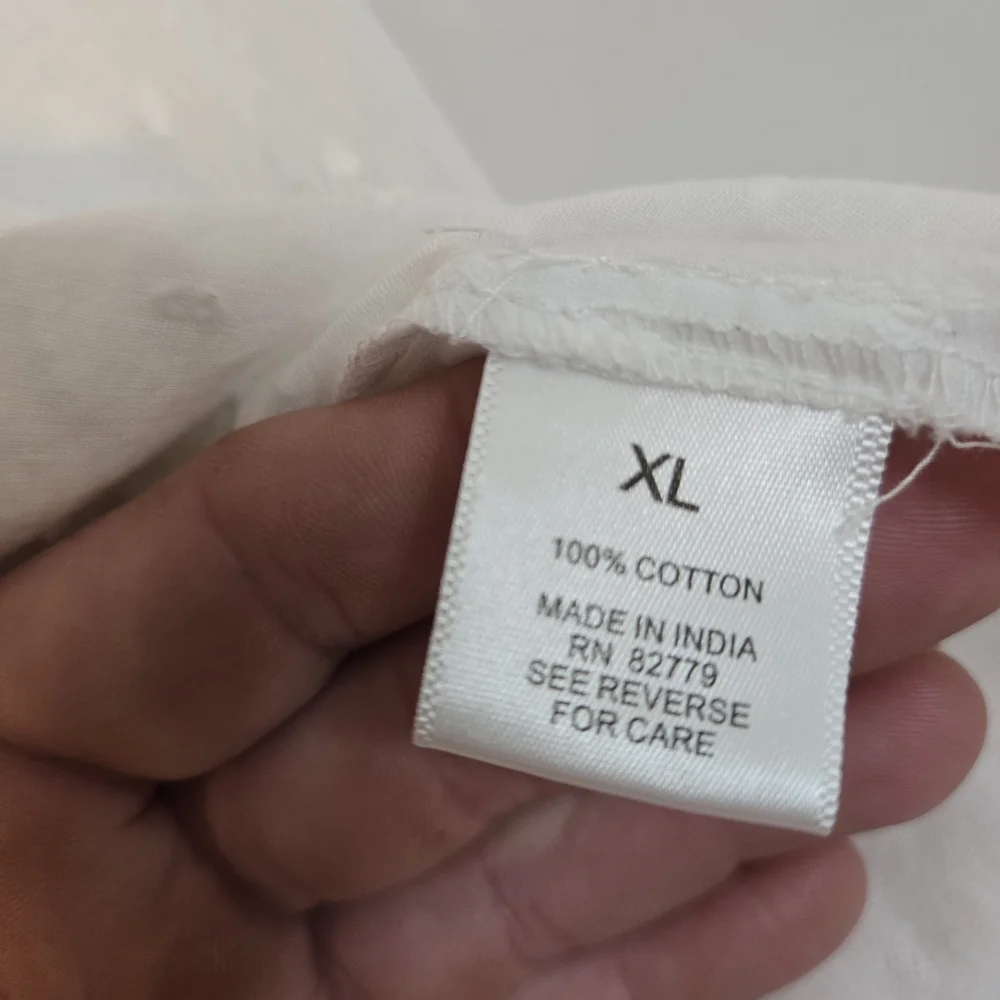 XL
100% COTTON
MADE IN INDIA
RN 82779
SEE REVERSE
FOR CARE